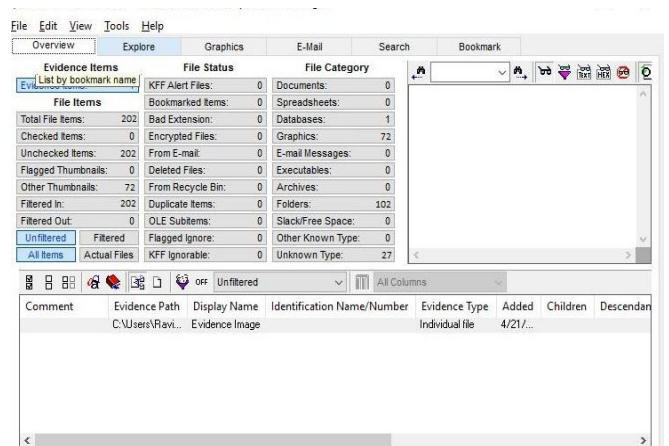 File Edit View Tools Help
Overview Explore Graphics E-Mail Search Bookmark
Evidence Items File Status File Category
List by bookmark name
KFF Alert Files: 0 Documents: 0
File Items Bookmarked Items: 0 Spreadsheets: 0
Total File Items: 202 Bad Extension: 0 Databases: 1
Checked Items: 0 Encrypted Files: 0 Graphics: 72
Unchecked Items: 202 From E-mail: 0 E-mail Messages: 0
Flagged Thumbnails: 0 Deleted Files: 0 Executables: 0
Other Thumbnails: 72 From Recycle Bin: 0 Archives: 0
Filtered In: 202 Duplicate Items: 0 Folders: 102
Filtered Out: 0 OLE Subitems: 0 Slack/Free Space: 0
Unfiltered Filtered Flagged Ignore: 0 Other Known Type: 0
All Items Actual Files KFF Ignorable: 0 Unknown Type: 27
OFF Unfiltered All Columns
Comment Evidence Path Display Name Identification Name/Number Evidence Type Added Children Descendan
C:\Users\Ravi... Evidence Image Individual file 4/21/...